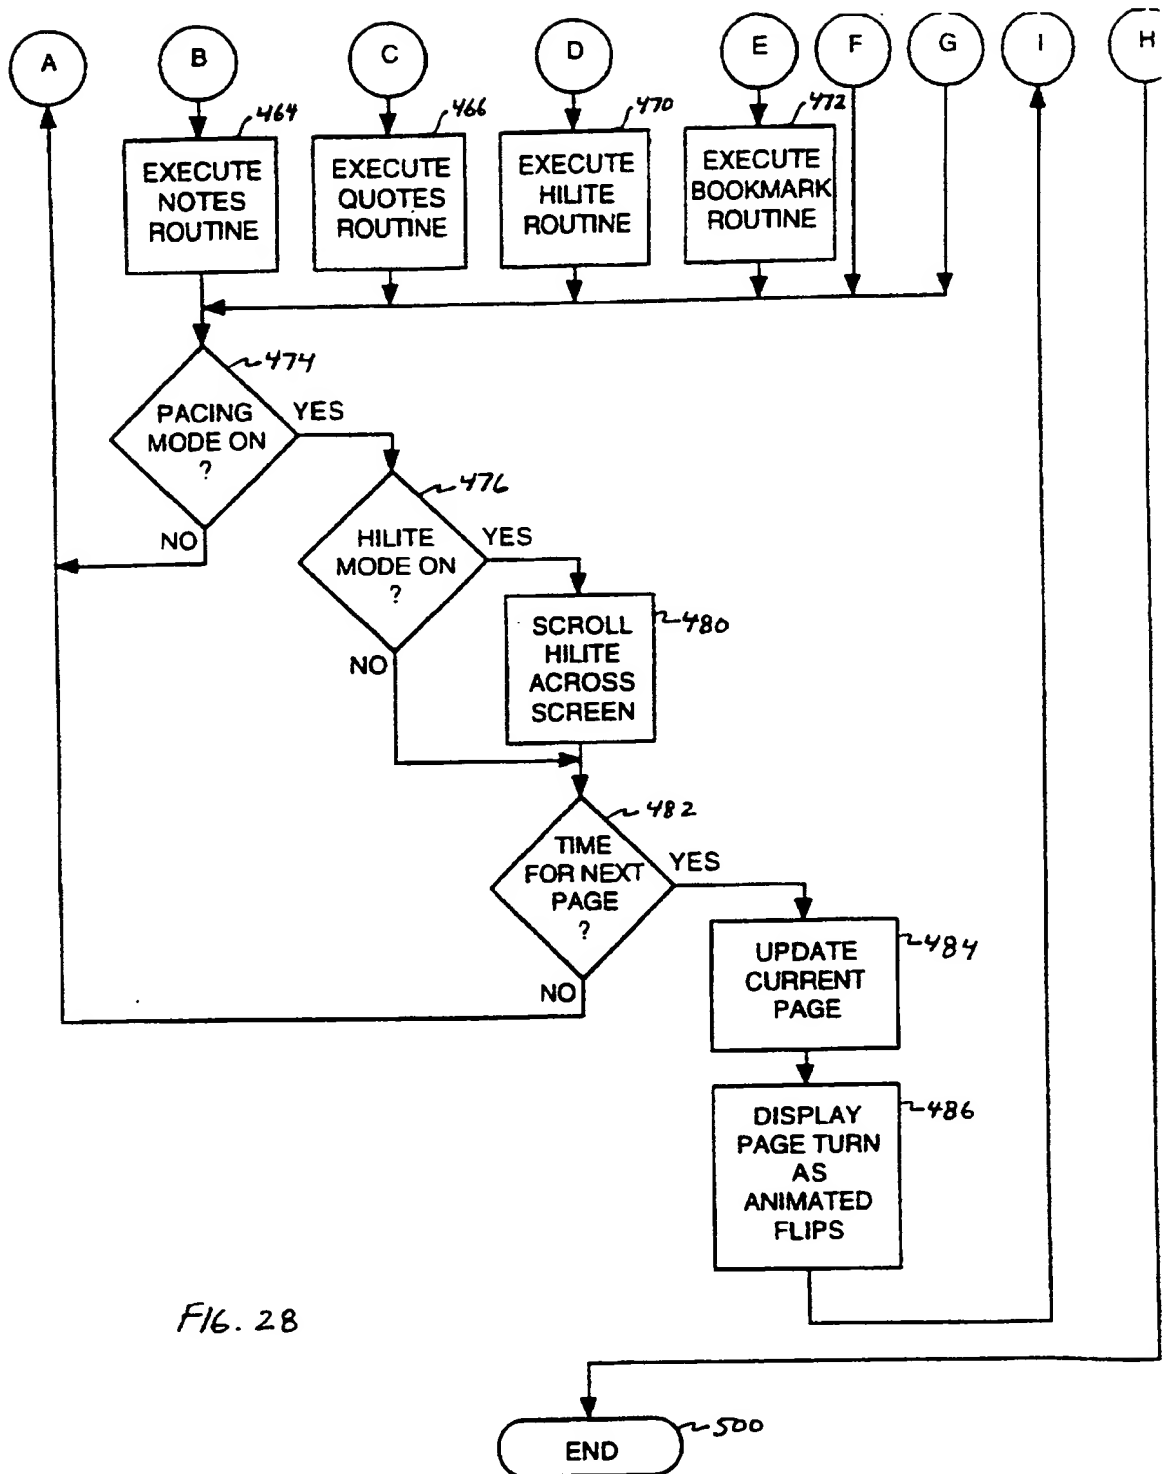 A
B
C
D
E
F
G
I
H
464
466
470
472
EXECUTE
NOTES
ROUTINE
EXECUTE
QUOTES
ROUTINE
EXECUTE
HILITE
ROUTINE
EXECUTE
BOOKMARK
ROUTINE
474
PACING
MODE ON
?
YES
NO
476
HILITE
MODE ON
?
YES
NO
480
SCROLL
HILITE
ACROSS
SCREEN
482
TIME
FOR NEXT
PAGE
?
YES
NO
484
UPDATE
CURRENT
PAGE
486
DISPLAY
PAGE TURN
AS
ANIMATED
FLIPS
FIG. 28
500
END